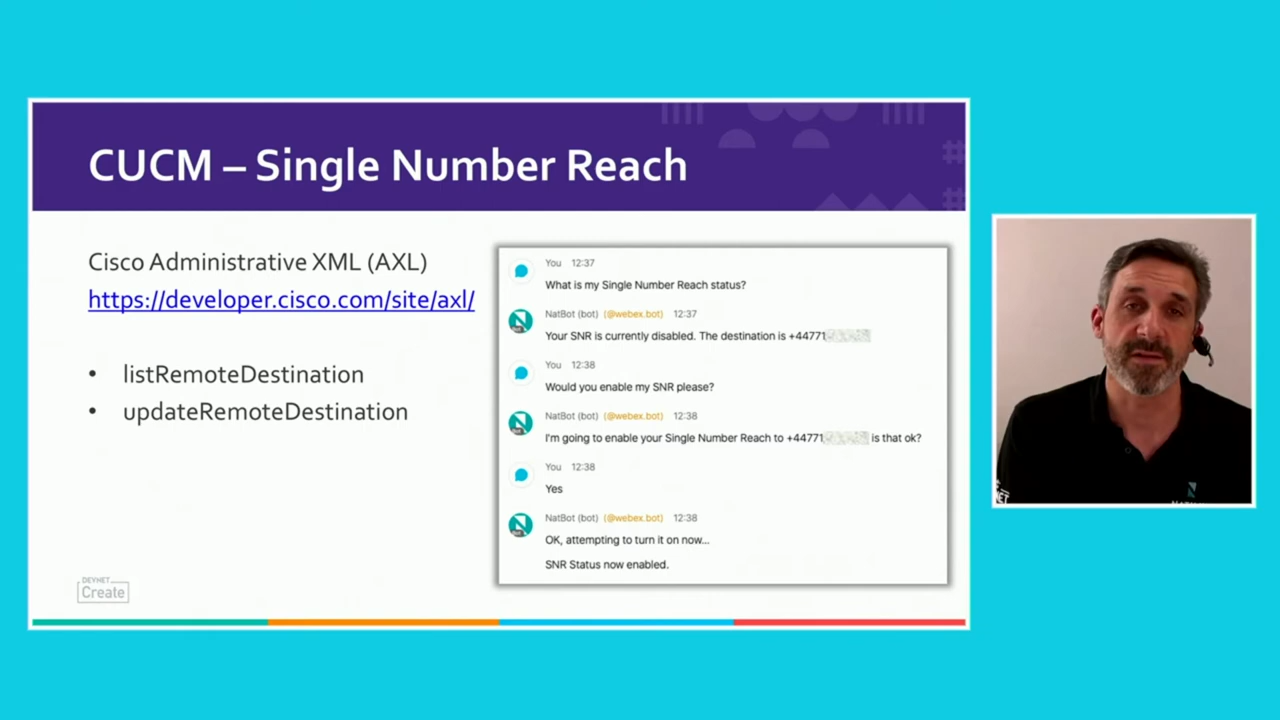 CUCM – Single Number Reach
Cisco Administrative XML (AXL)
https://developer.cisco.com/site/axl/
• listRemoteDestination
• updateRemoteDestination
You 12:37
What is my Single Number Reach status?
NatBot (bot) (@webex.bot) 12:37
Your SNR is currently disabled. The destination is +44771
You 12:38
Would you enable my SNR please?
NatBot (bot) (@webex.bot) 12:38
I'm going to enable your Single Number Reach to +44771 is that ok?
You 12:38
Yes
NatBot (bot) (@webex.bot) 12:38
OK, attempting to turn it on now...
SNR Status now enabled.
DEVNET
Create